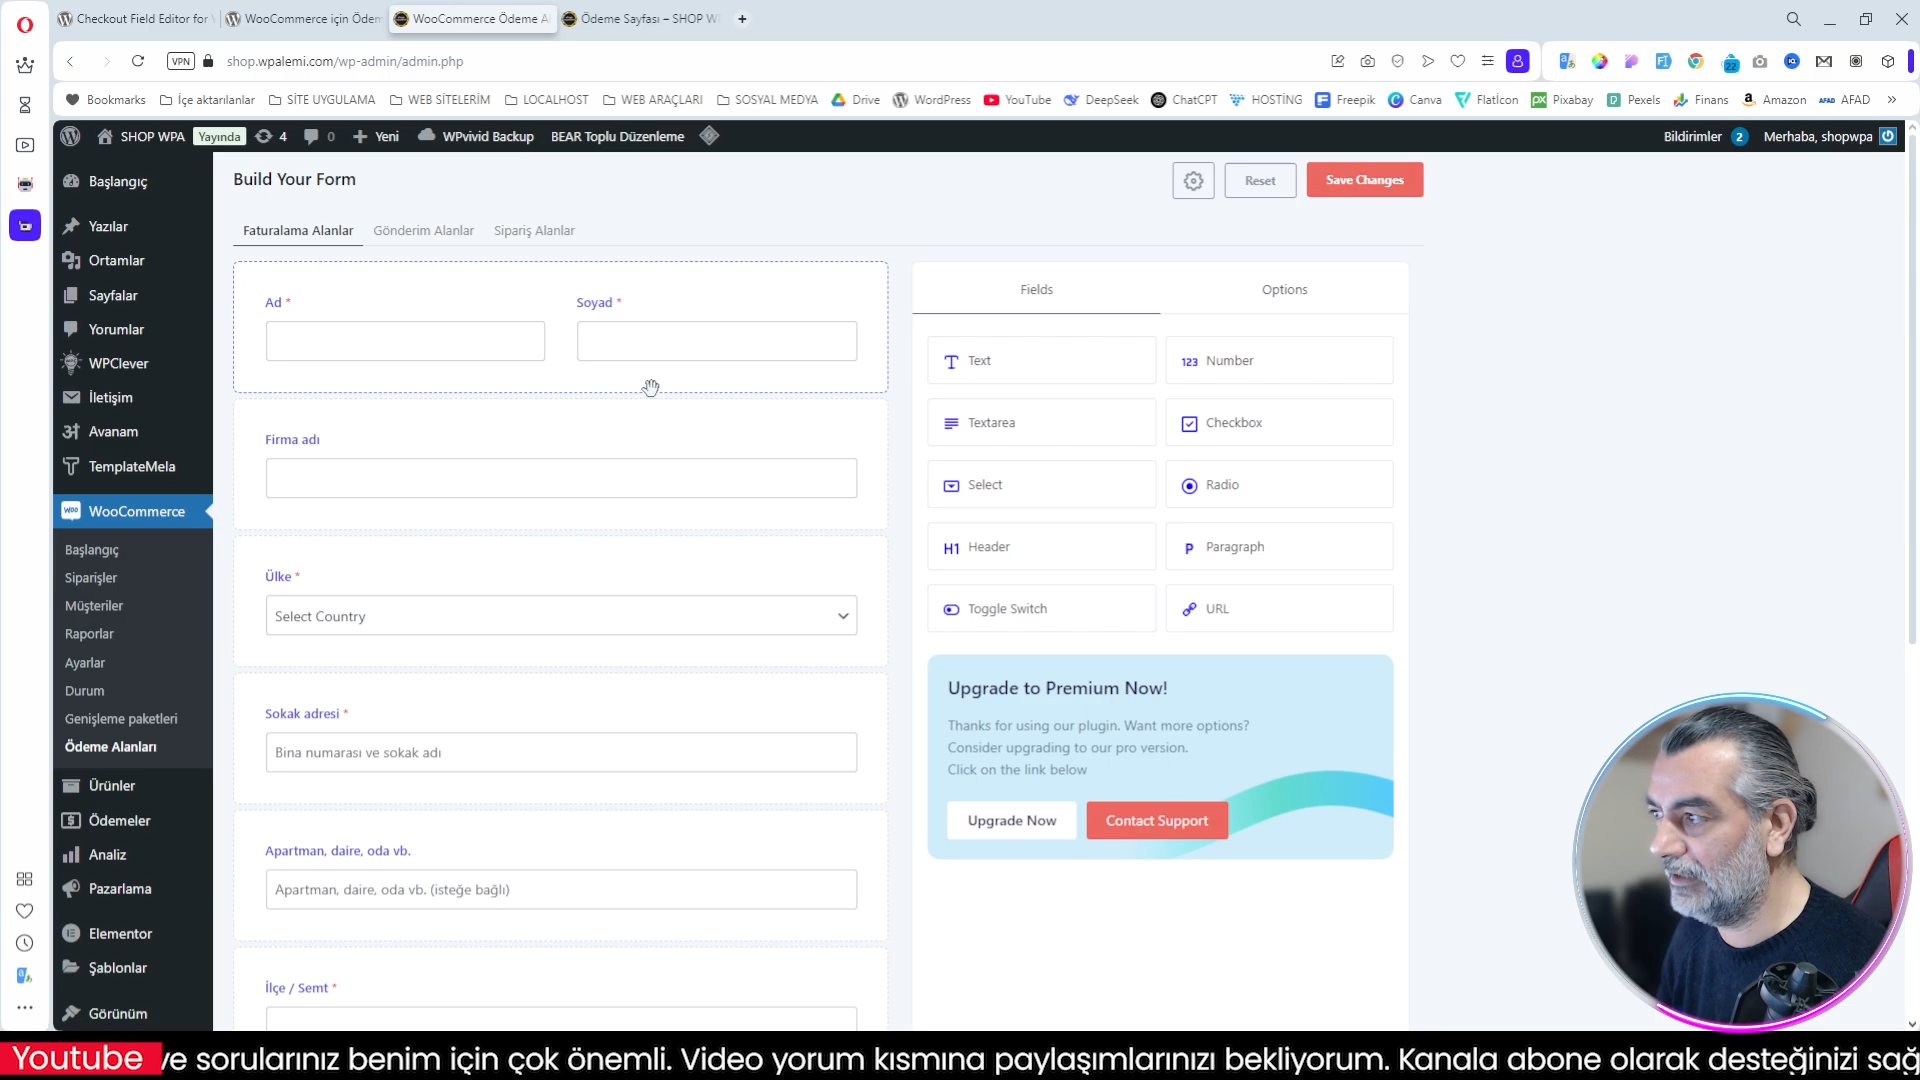 Checkout Field Editor for
WooCommerce için Ödem
WooCommerce Ödeme A
Ödeme Sayfası – SHOP W
VPN
shop.wpalemi.com/wp-admin/admin.php
22
Bookmarks
İçe aktarılanlar
SİTE UYGULAMA
WEB SİTELERİM
LOCALHOST
WEB ARAÇLARI
SOSYAL MEDYA
Drive
WordPress
YouTube
DeepSeek
ChatCPT
HOSTİNG
Freepik
Canva
FlatIcon
Pixabay
Pexels
Finans
Amazon
AFAD
SHOP WPA
Yayında
4
0
Yeni
WPvivid Backup
BEAR Toplu Düzenleme
Bildirimler 2
Merhaba, shopwpa
Başlangıç
Yazılar
Ortamlar
Sayfalar
Yorumlar
WPClever
İletişim
Avanam
TemplateMela
WooCommerce
Başlangıç
Siparişler
Müşteriler
Raporlar
Ayarlar
Durum
Genişleme paketleri
Ödeme Alanları
Ürünler
Ödemeler
Analiz
Pazarlama
Elementor
Şablonlar
Görünüm
Build Your Form
Reset
Save Changes
Faturalama Alanlar
Gönderim Alanlar
Sipariş Alanlar
Ad *
Soyad *
Firma adı
Ülke *
Select Country
Sokak adresi *
Bina numarası ve sokak adı
Apartman, daire, oda vb.
Apartman, daire, oda vb. (isteğe bağlı)
İlçe / Semt *
Fields
Options
Text
123 Number
Textarea
Checkbox
Select
Radio
H1 Header
P Paragraph
Toggle Switch
URL
Upgrade to Premium Now!
Thanks for using our plugin. Want more options?
Consider upgrading to our pro version.
Click on the link below
Upgrade Now
Contact Support
Youtube
ve sorularınız benim için çok önemli. Video yorum kısmına paylaşımlarınızı bekliyorum. Kanala abone olarak desteğinizi sağ